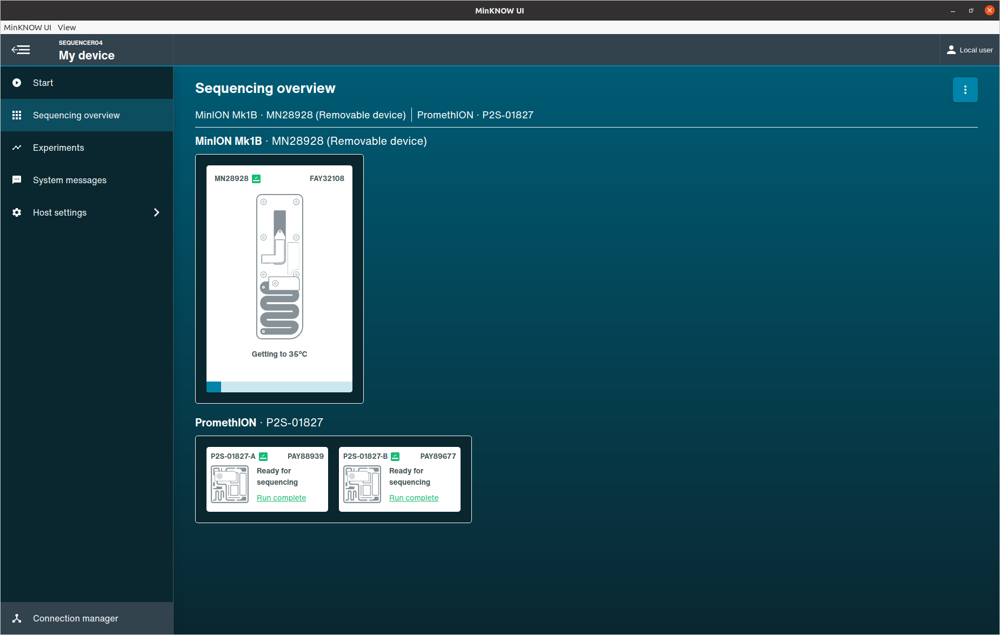 MinKNOW UI
MinKNOW UI View
SEQUENCER04
My device
Local user
Start
Sequencing overview
Experiments
System messages
Host settings
Connection manager
Sequencing overview
MinION Mk1B · MN28928 (Removable device) PromethION · P2S-01827
MinION Mk1B · MN28928 (Removable device)
MN28928 FAY32108
Getting to 35°C
PromethION · P2S-01827
P2S-01827-A PAY88939
Ready for
sequencing
Run complete
P2S-01827-B PAY89677
Ready for
sequencing
Run complete